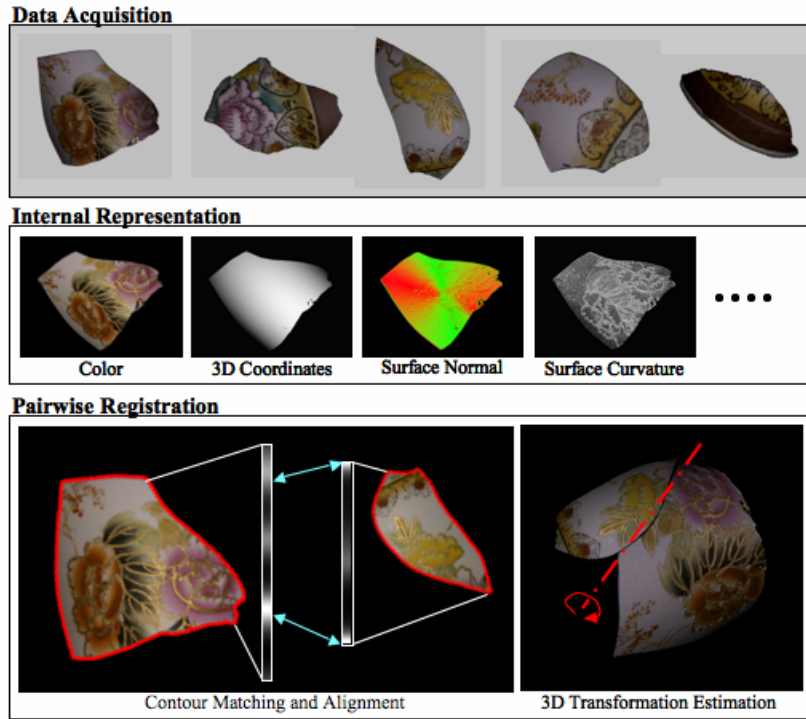 Data Acquisition
Internal Representation
Color
3D Coordinates
Surface Normal
Surface Curvature
Pairwise Registration
Contour Matching and Alignment
3D Transformation Estimation